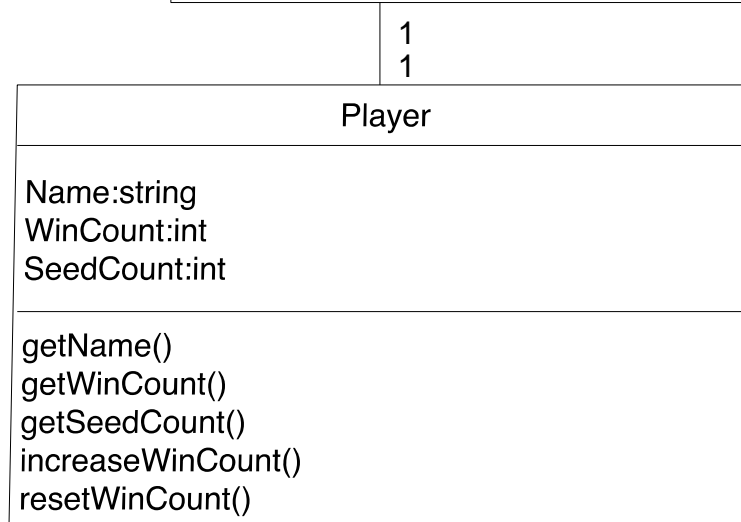 1
1
Player
Name:string
WinCount:int
SeedCount:int
getName()
getWinCount()
getSeedCount()
increaseWinCount()
resetWinCount()